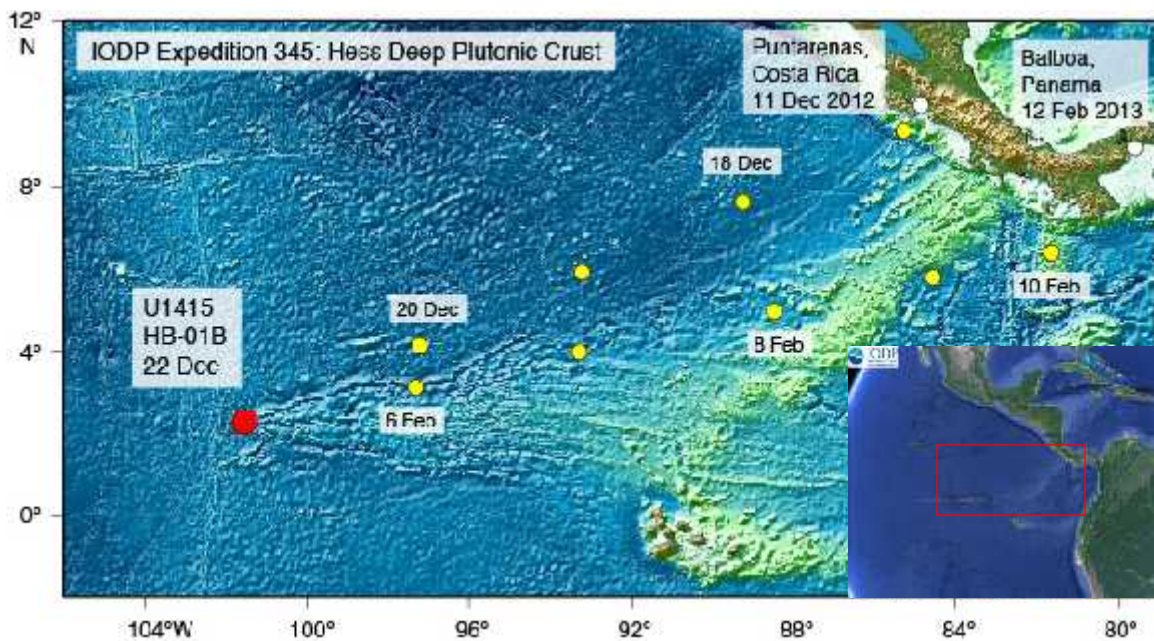 12°
N
IODP Expedition 345: Hess Deep Plutonic Crust
Puntarenas,
Costa Rica
11 Dec 2012
Balboa,
Panama
12 Feb 2013
8°
18 Dec
U1415
HB-01B
22 Dec
20 Dec
10 Feb
4°
8 Feb
6 Feb
0°
104°W
100°
96°
92°
88°
84°
80°